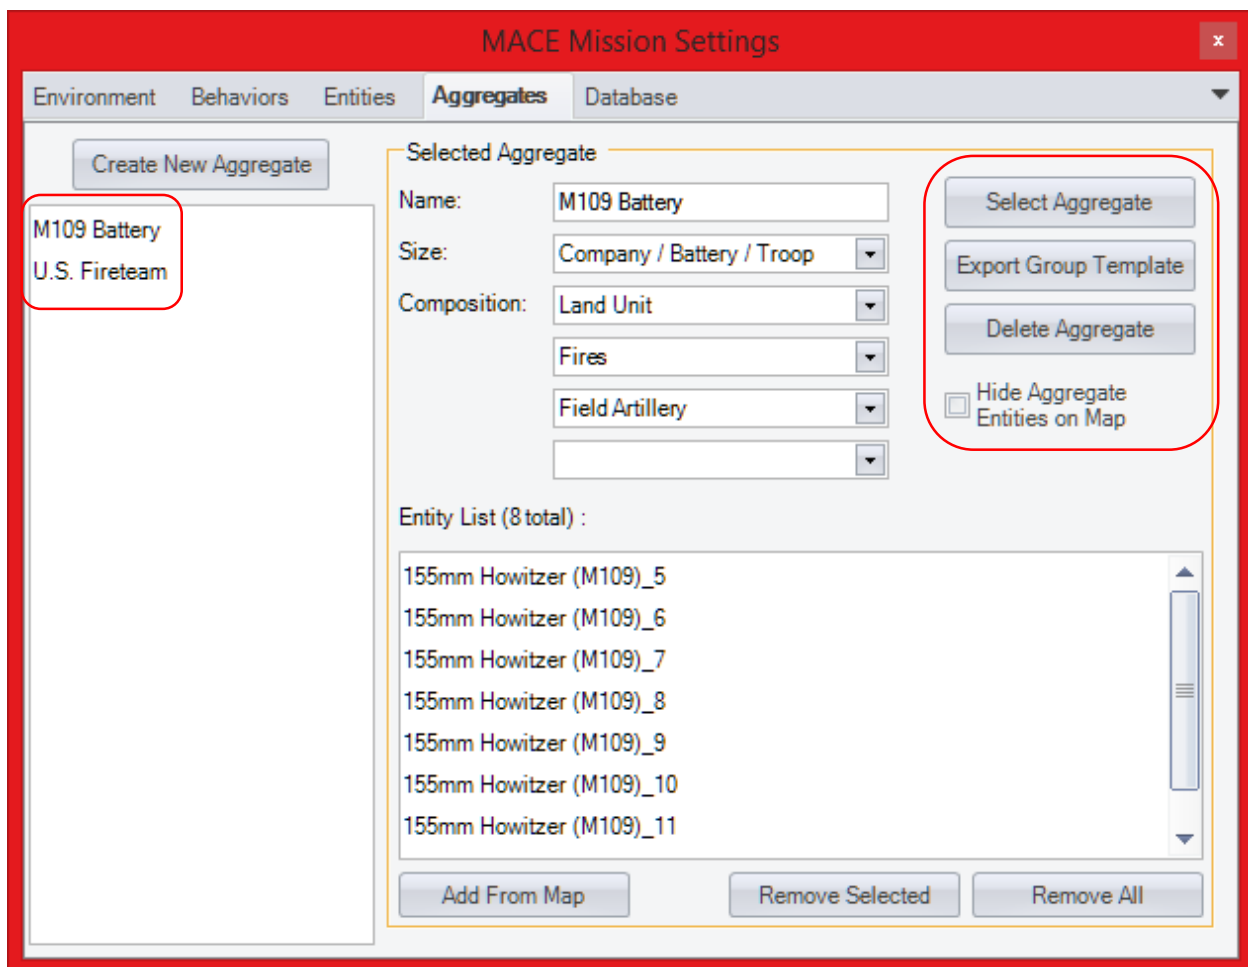 MACE Mission Settings
x
Environment Behaviors Entities Aggregates Database
Create New Aggregate
M109 Battery
U.S. Fireteam
Selected Aggregate
Name: M109 Battery
Size: Company / Battery / Troop
Composition: Land Unit
Fires
Field Artillery
Select Aggregate
Export Group Template
Delete Aggregate
Hide Aggregate
Entities on Map
Entity List (8 total) :
155mm Howitzer (M109)_5
155mm Howitzer (M109)_6
155mm Howitzer (M109)_7
155mm Howitzer (M109)_8
155mm Howitzer (M109)_9
155mm Howitzer (M109)_10
155mm Howitzer (M109)_11
Add From Map Remove Selected Remove All